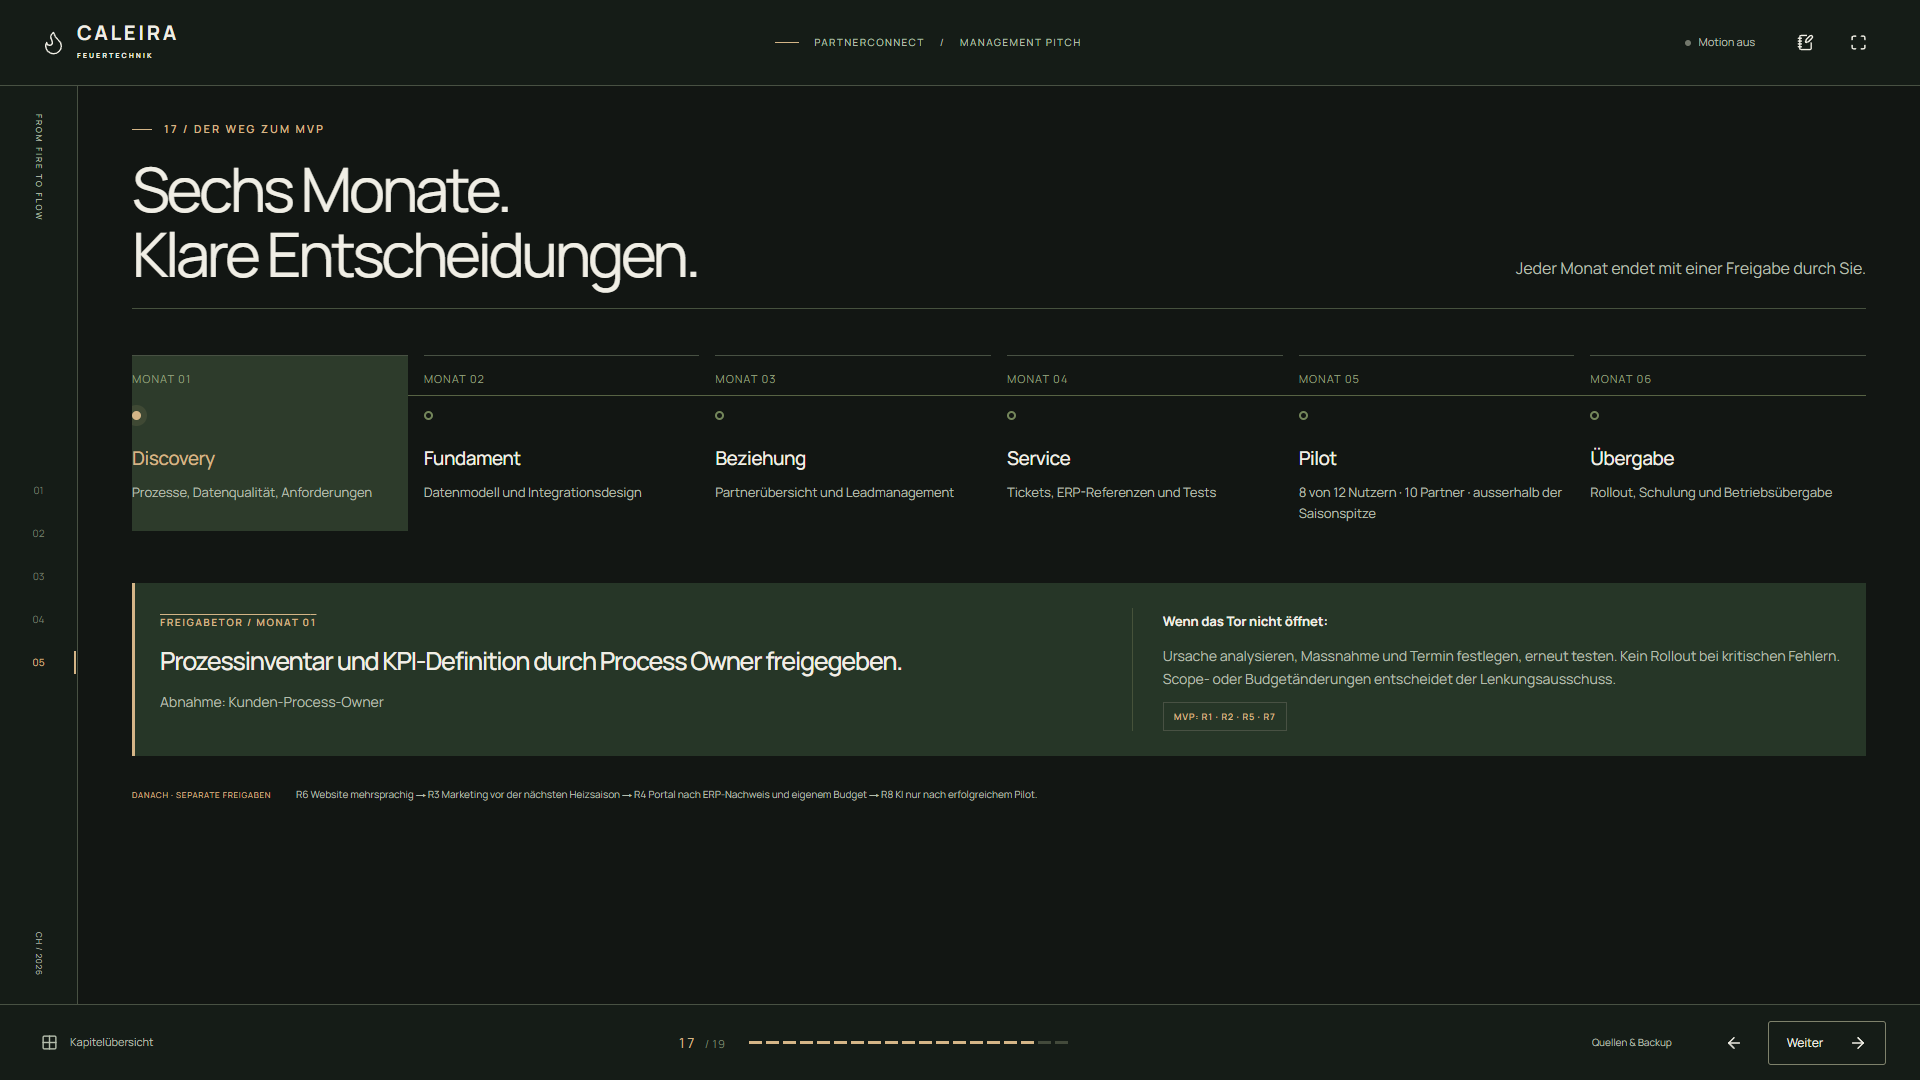 CALEIRA
FEUERTECHNIK
PARTNERCONNECT / MANAGEMENT PITCH
Motion aus
FROM FIRE TO FLOW
17 / DER WEG ZUM MVP
Sechs Monate.
Klare Entscheidungen.
Jeder Monat endet mit einer Freigabe durch Sie.
MONAT 01
Discovery
Prozesse, Datenqualität, Anforderungen
MONAT 02
Fundament
Datenmodell und Integrationsdesign
MONAT 03
Beziehung
Partnerübersicht und Leadmanagement
MONAT 04
Service
Tickets, ERP-Referenzen und Tests
MONAT 05
Pilot
8 von 12 Nutzern · 10 Partner · ausserhalb der
Saisonspitze
MONAT 06
Übergabe
Rollout, Schulung und Betriebsübergabe
01
02
03
04
05
FREIGABETOR / MONAT 01
Prozessinventar und KPI-Definition durch Process Owner freigegeben.
Abnahme: Kunden-Process-Owner
Wenn das Tor nicht öffnet:
Ursache analysieren, Massnahme und Termin festlegen, erneut testen. Kein Rollout bei kritischen Fehlern.
Scope- oder Budgetänderungen entscheidet der Lenkungsausschuss.
MVP: R1 · R2 · R5 · R7
DANACH · SEPARATE FREIGABEN
R6 Website mehrsprachig → R3 Marketing vor der nächsten Heizsaison → R4 Portal nach ERP-Nachweis und eigenem Budget → R8 KI nur nach erfolgreichem Pilot.
CH / 2026
Kapitelübersicht
17 / 19
Quellen & Backup
Weiter